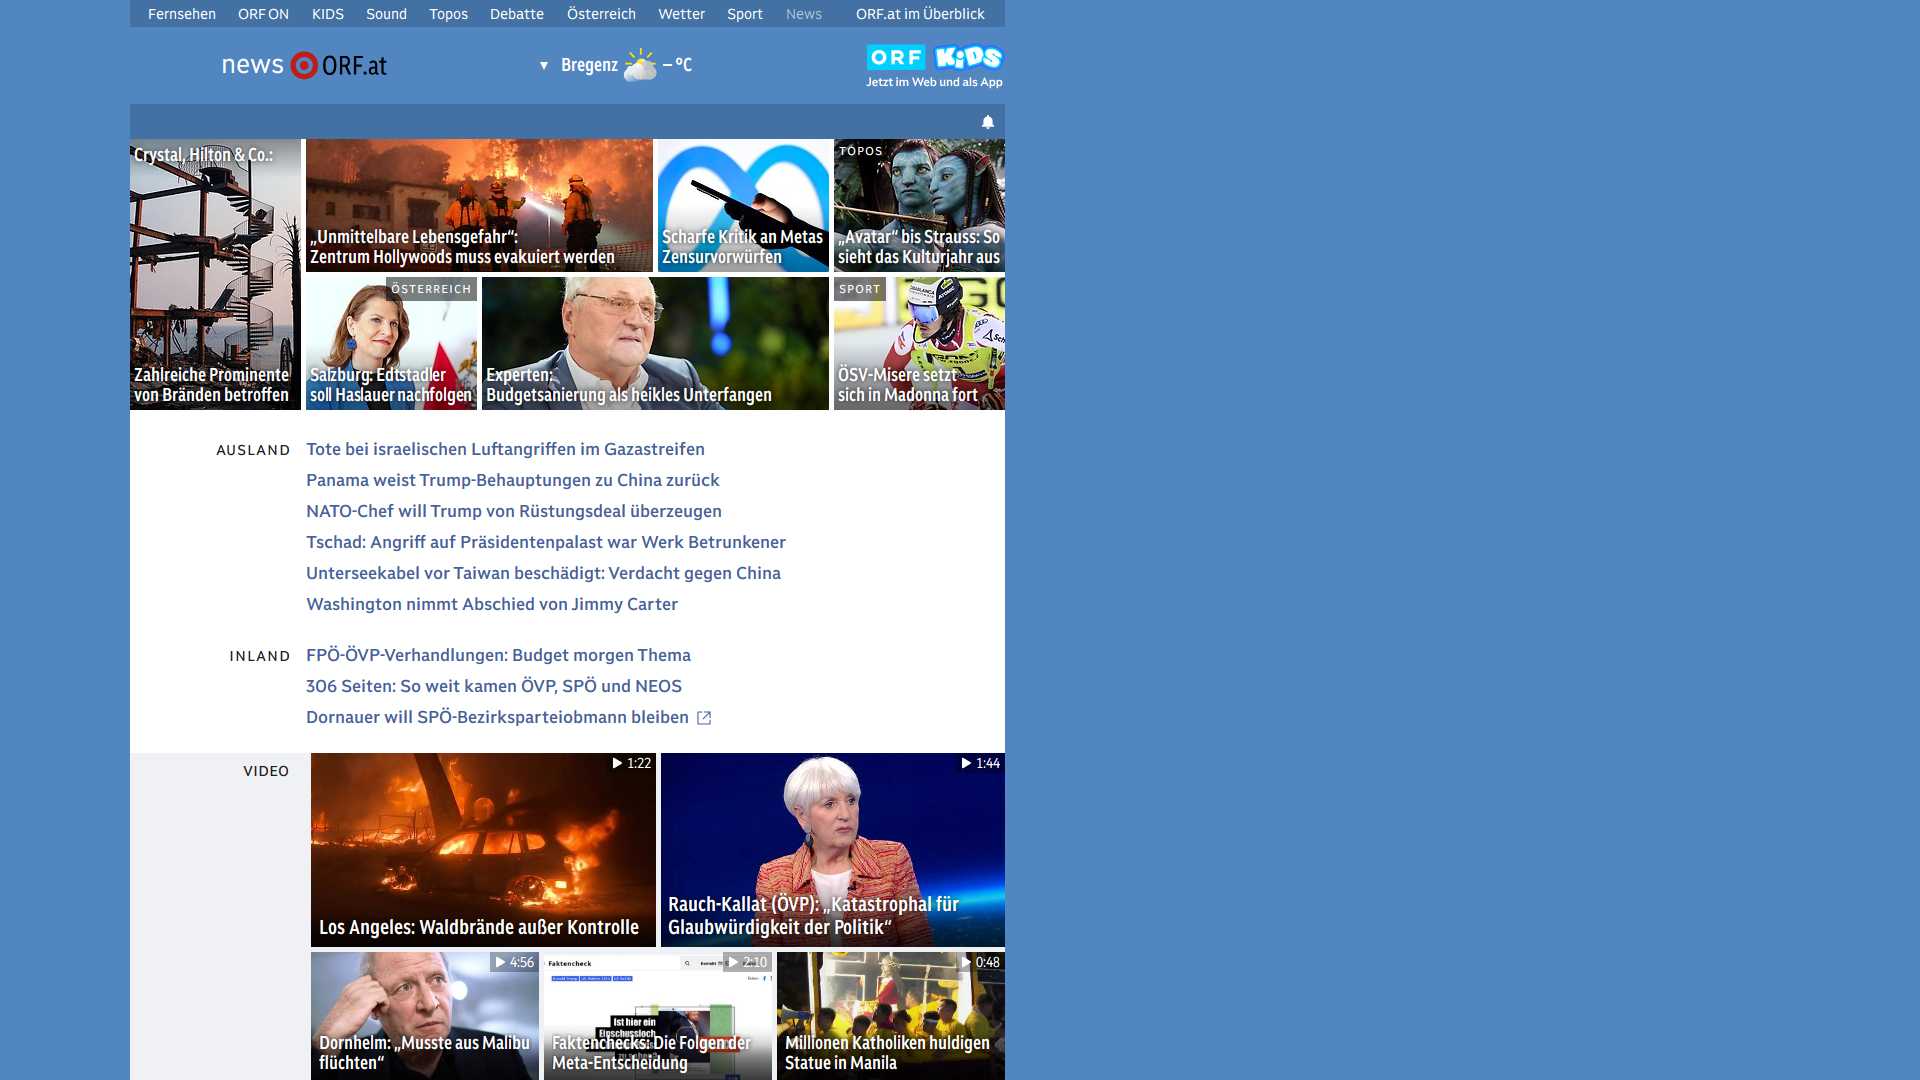 Fernsehen ORF ON KIDS Sound Topos Debatte Österreich Wetter Sport News ORF.at im Überblick
news ORF.at
Bregenz – °C
ORF KiDS
Jetzt im Web und als App
Crystal, Hilton & Co.:
Zahlreiche Prominente
von Bränden betroffen
„Unmittelbare Lebensgefahr“:
Zentrum Hollywoods muss evakuiert werden
Scharfe Kritik an Metas
Zensurvorwürfen
TOPOS
„Avatar“ bis Strauss: So
sieht das Kulturjahr aus
ÖSTERREICH
Salzburg: Edtstadler
soll Haslauer nachfolgen
Experten:
Budgetsanierung als heikles Unterfangen
SPORT
ÖSV-Misere setzt
sich in Madonna fort
AUSLAND
Tote bei israelischen Luftangriffen im Gazastreifen
Panama weist Trump-Behauptungen zu China zurück
NATO-Chef will Trump von Rüstungsdeal überzeugen
Tschad: Angriff auf Präsidentenpalast war Werk Betrunkener
Unterseekabel vor Taiwan beschädigt: Verdacht gegen China
Washington nimmt Abschied von Jimmy Carter
INLAND
FPÖ-ÖVP-Verhandlungen: Budget morgen Thema
306 Seiten: So weit kamen ÖVP, SPÖ und NEOS
Dornauer will SPÖ-Bezirksparteiobmann bleiben
VIDEO
1:22
Los Angeles: Waldbrände außer Kontrolle
1:44
Rauch-Kallat (ÖVP): „Katastrophal für
Glaubwürdigkeit der Politik“
4:56
Dornhelm: „Musste aus Malibu
flüchten“
Faktencheck
2:10
Ist hier ein
Einschussloch
Faktenchecks: Die Folgen der
Meta-Entscheidung
0:48
Millionen Katholiken huldigen
Statue in Manila